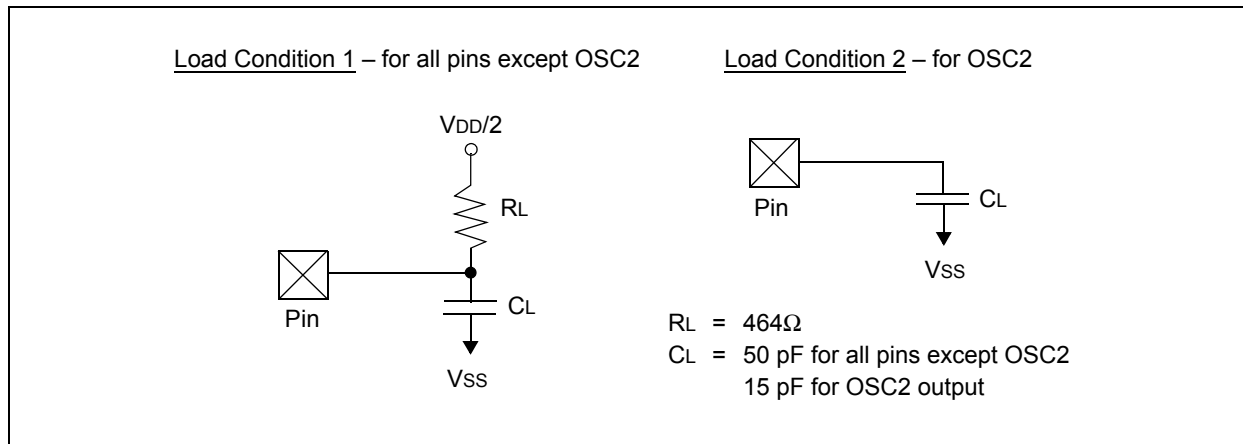 Load Condition 1 – for all pins except OSC2
VDD/2
RL
Pin
CL
VSS
Load Condition 2 – for OSC2
Pin
CL
VSS
RL = 464Ω
CL = 50 pF for all pins except OSC2
15 pF for OSC2 output